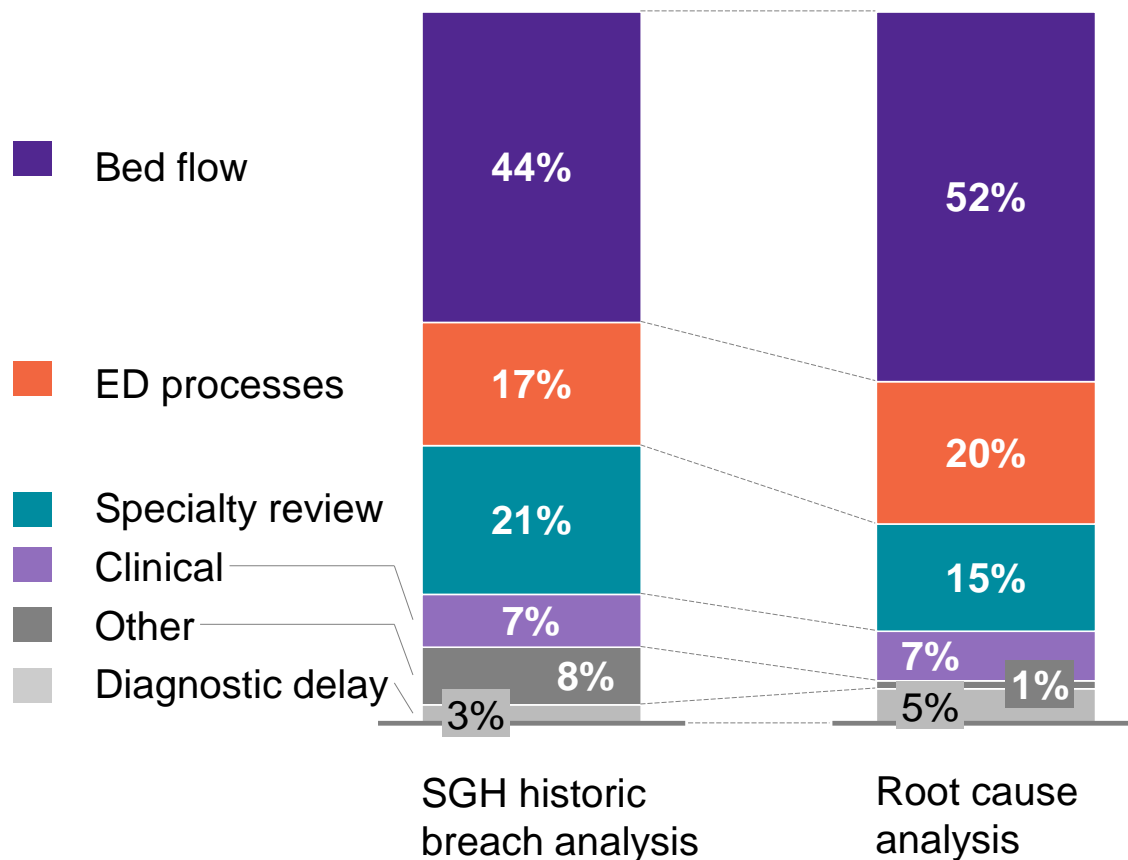 Bed flow
ED processes
Specialty review
Clinical
Other
Diagnostic delay
44%
17%
21%
7%
8%
3%
52%
20%
15%
7%
1%
5%
SGH historic
breach analysis
Root cause
analysis